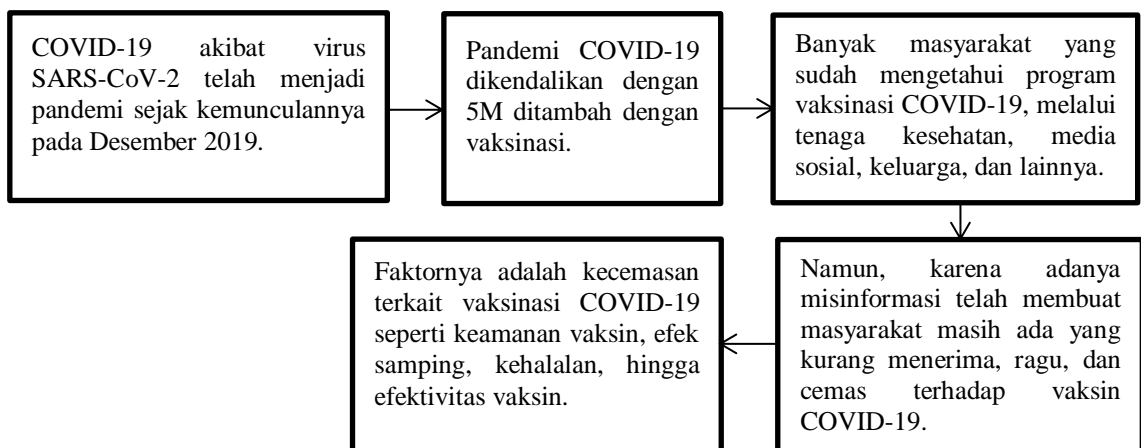 COVID-19 akibat virus
SARS-CoV-2 telah menjadi
pandemi sejak kemunculannya
pada Desember 2019.
Pandemi COVID-19
dikendalikan dengan
5M ditambah dengan
vaksinasi.
Banyak masyarakat yang
sudah mengetahui program
vaksinasi COVID-19, melalui
tenaga kesehatan, media
sosial, keluarga, dan lainnya.
Namun, karena adanya
misinformasi telah membuat
masyarakat masih ada yang
kurang menerima, ragu, dan
cemas terhadap vaksin
COVID-19.
Faktornya adalah kecemasan
terkait vaksinasi COVID-19
seperti keamanan vaksin, efek
samping, kehalalan, hingga
efektivitas vaksin.